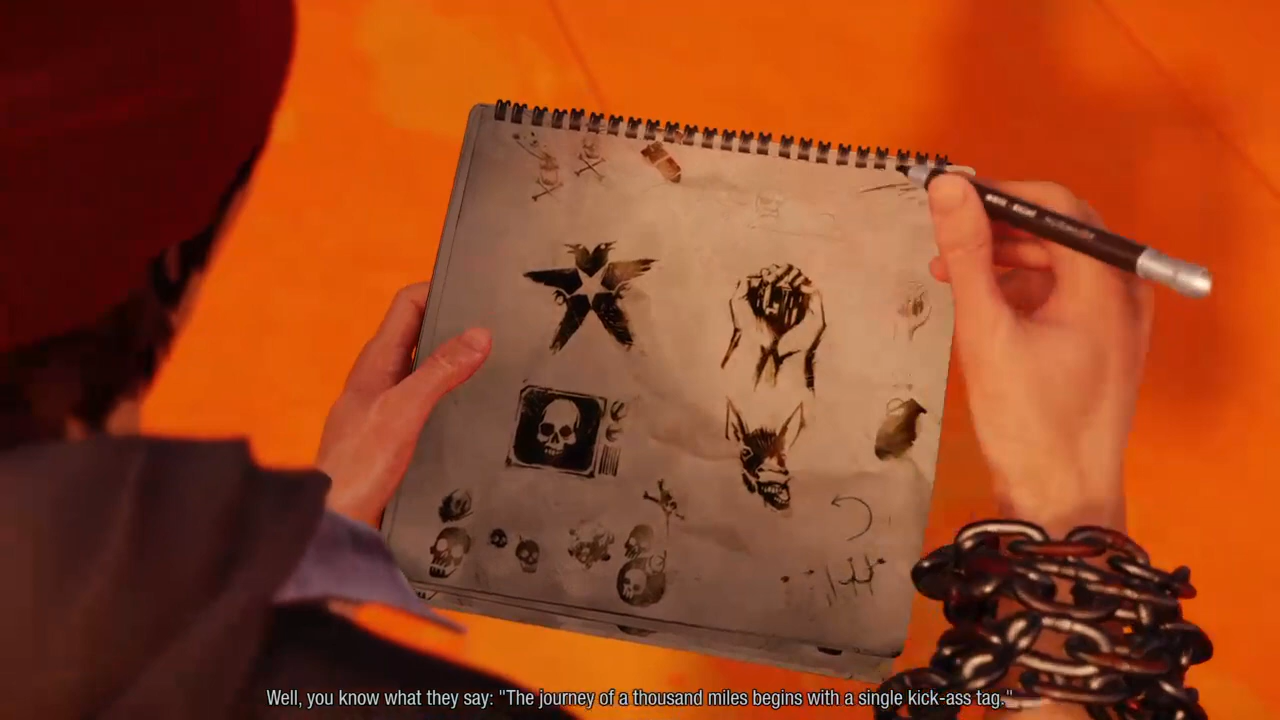 Well, you know what they say: "The journey of a thousand miles begins with a single kick-ass tag."